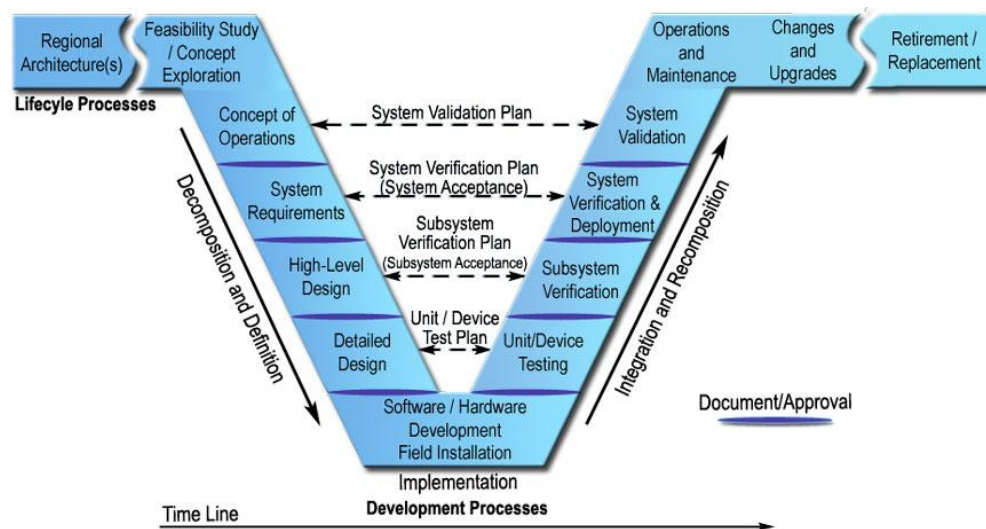 Regional
Architecture(s)
Feasibility Study
/ Concept
Exploration
Operations
and
Maintenance
Changes
and
Upgrades
Retirement /
Replacement
Lifecyle Processes
Concept of
Operations
System Validation Plan
System
Validation
System
Requirements
System Verification Plan
(System Acceptance)
System
Verification &
Deployment
High-Level
Design
Subsystem
Verification Plan
(Subsystem Acceptance)
Subsystem
Verification
Detailed
Design
Unit / Device
Test Plan
Unit/Device
Testing
Decomposition and Definition
Integration and Recomposition
Software / Hardware
Development
Field Installation
Document/Approval
Implementation
Development Processes
Time Line